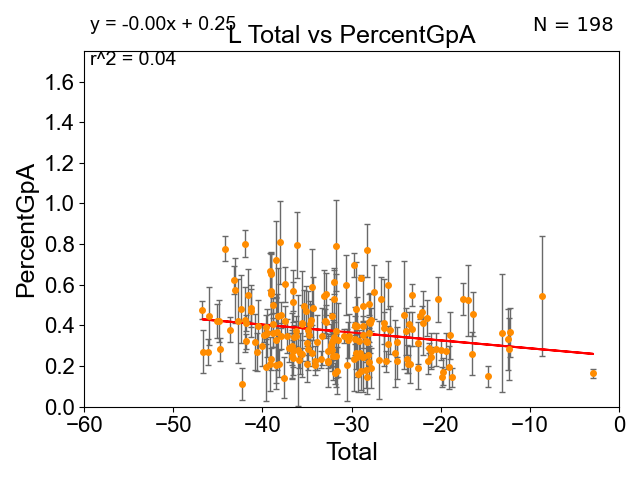 y = -0.00x + 0.25
N = 198
L Total vs PercentGpA
r^2 = 0.04
PercentGpA
1.6
1.4
1.2
1.0
0.8
0.6
0.4
0.2
0.0
−60
−50
−40
−30
−20
−10
0
Total